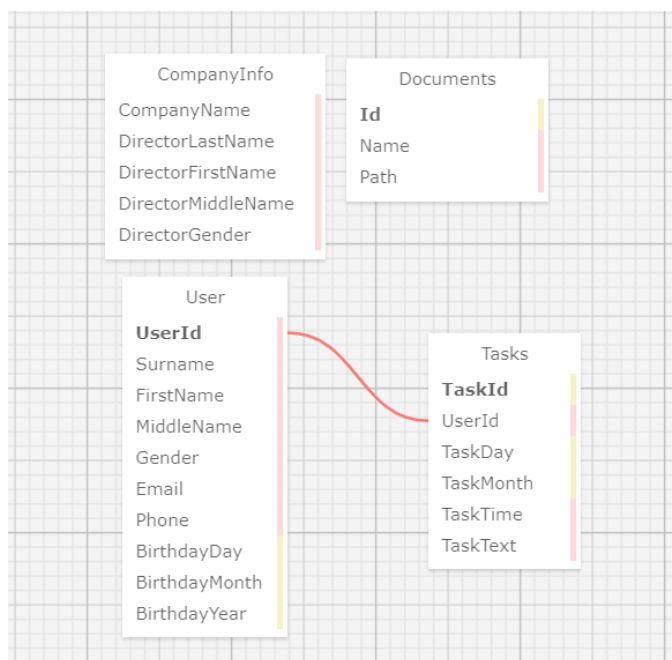 CompanyInfo
CompanyName
DirectorLastName
DirectorFirstName
DirectorMiddleName
DirectorGender
Documents
Id
Name
Path
User
UserId
Surname
FirstName
MiddleName
Gender
Email
Phone
BirthdayDay
BirthdayMonth
BirthdayYear
Tasks
TaskId
UserId
TaskDay
TaskMonth
TaskTime
TaskText